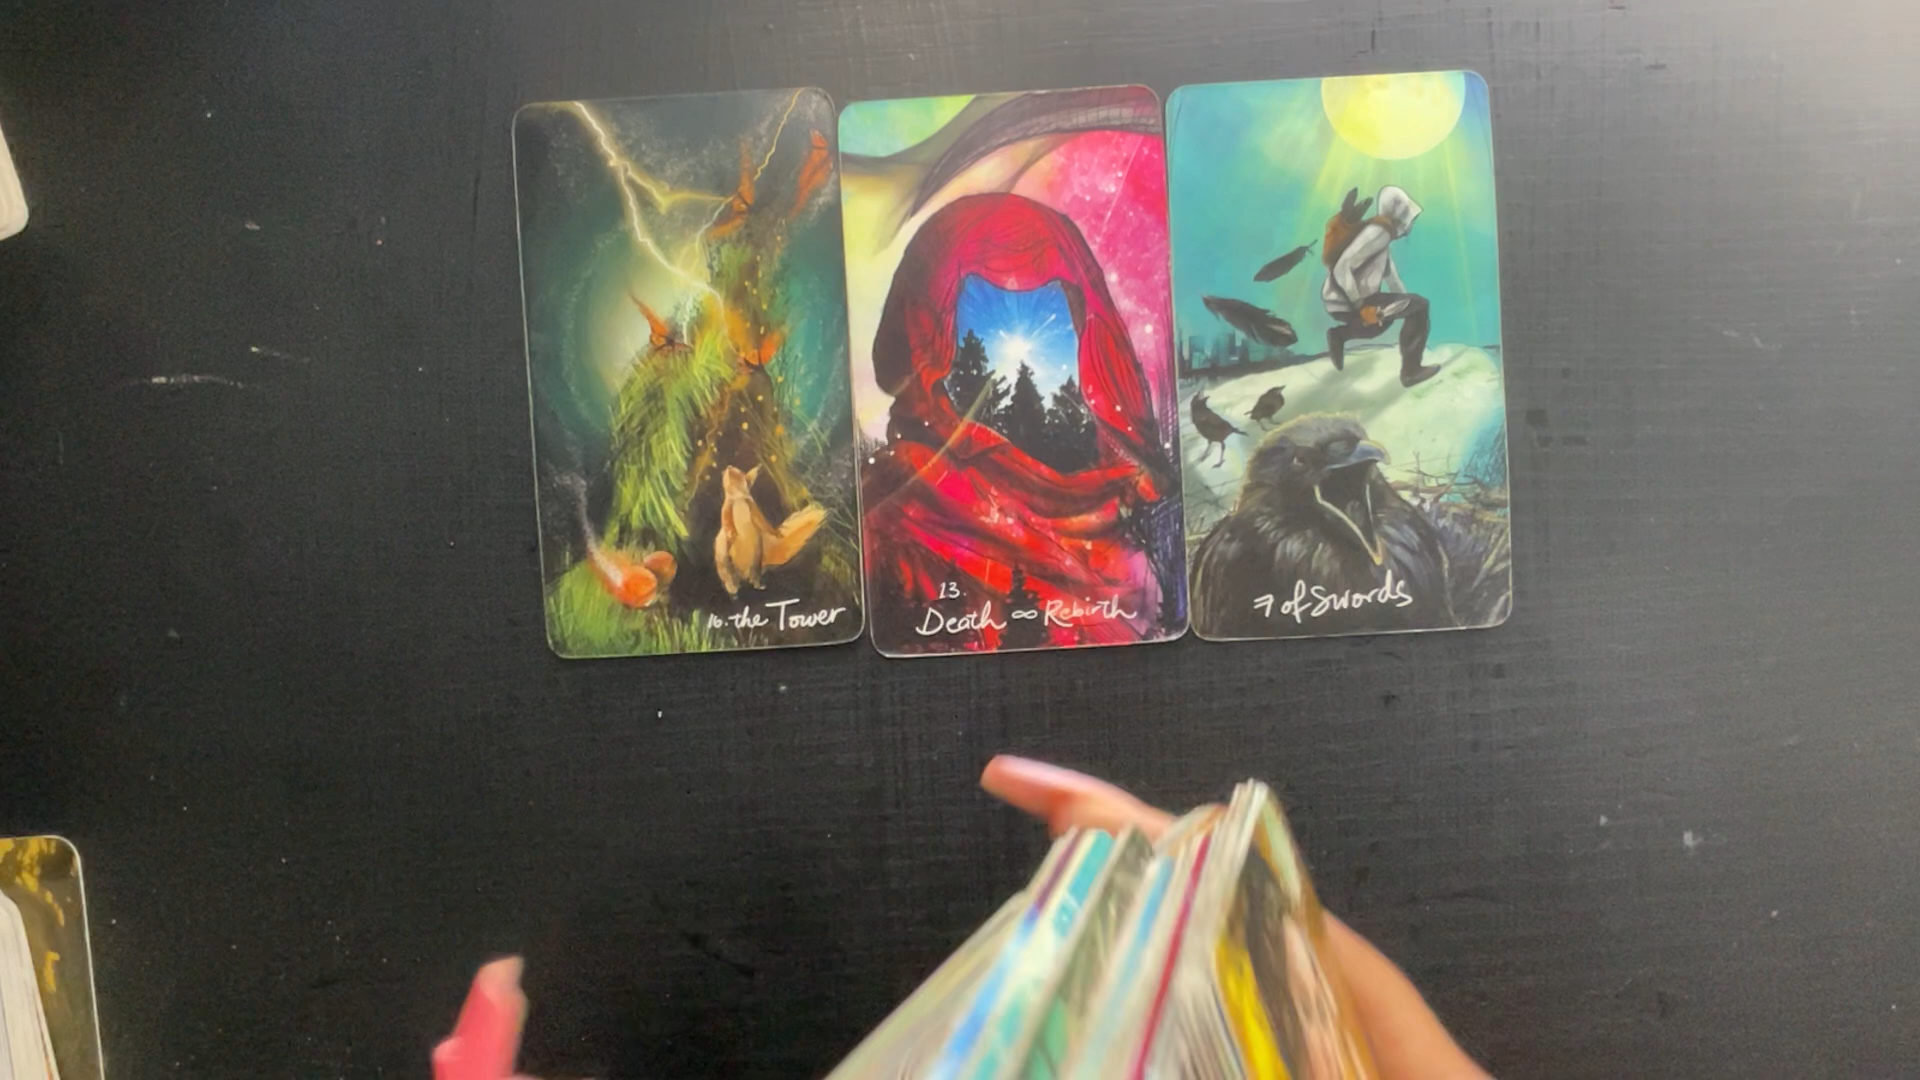 16. the Tower
13.
Death ∞ Rebirth
7 of Swords